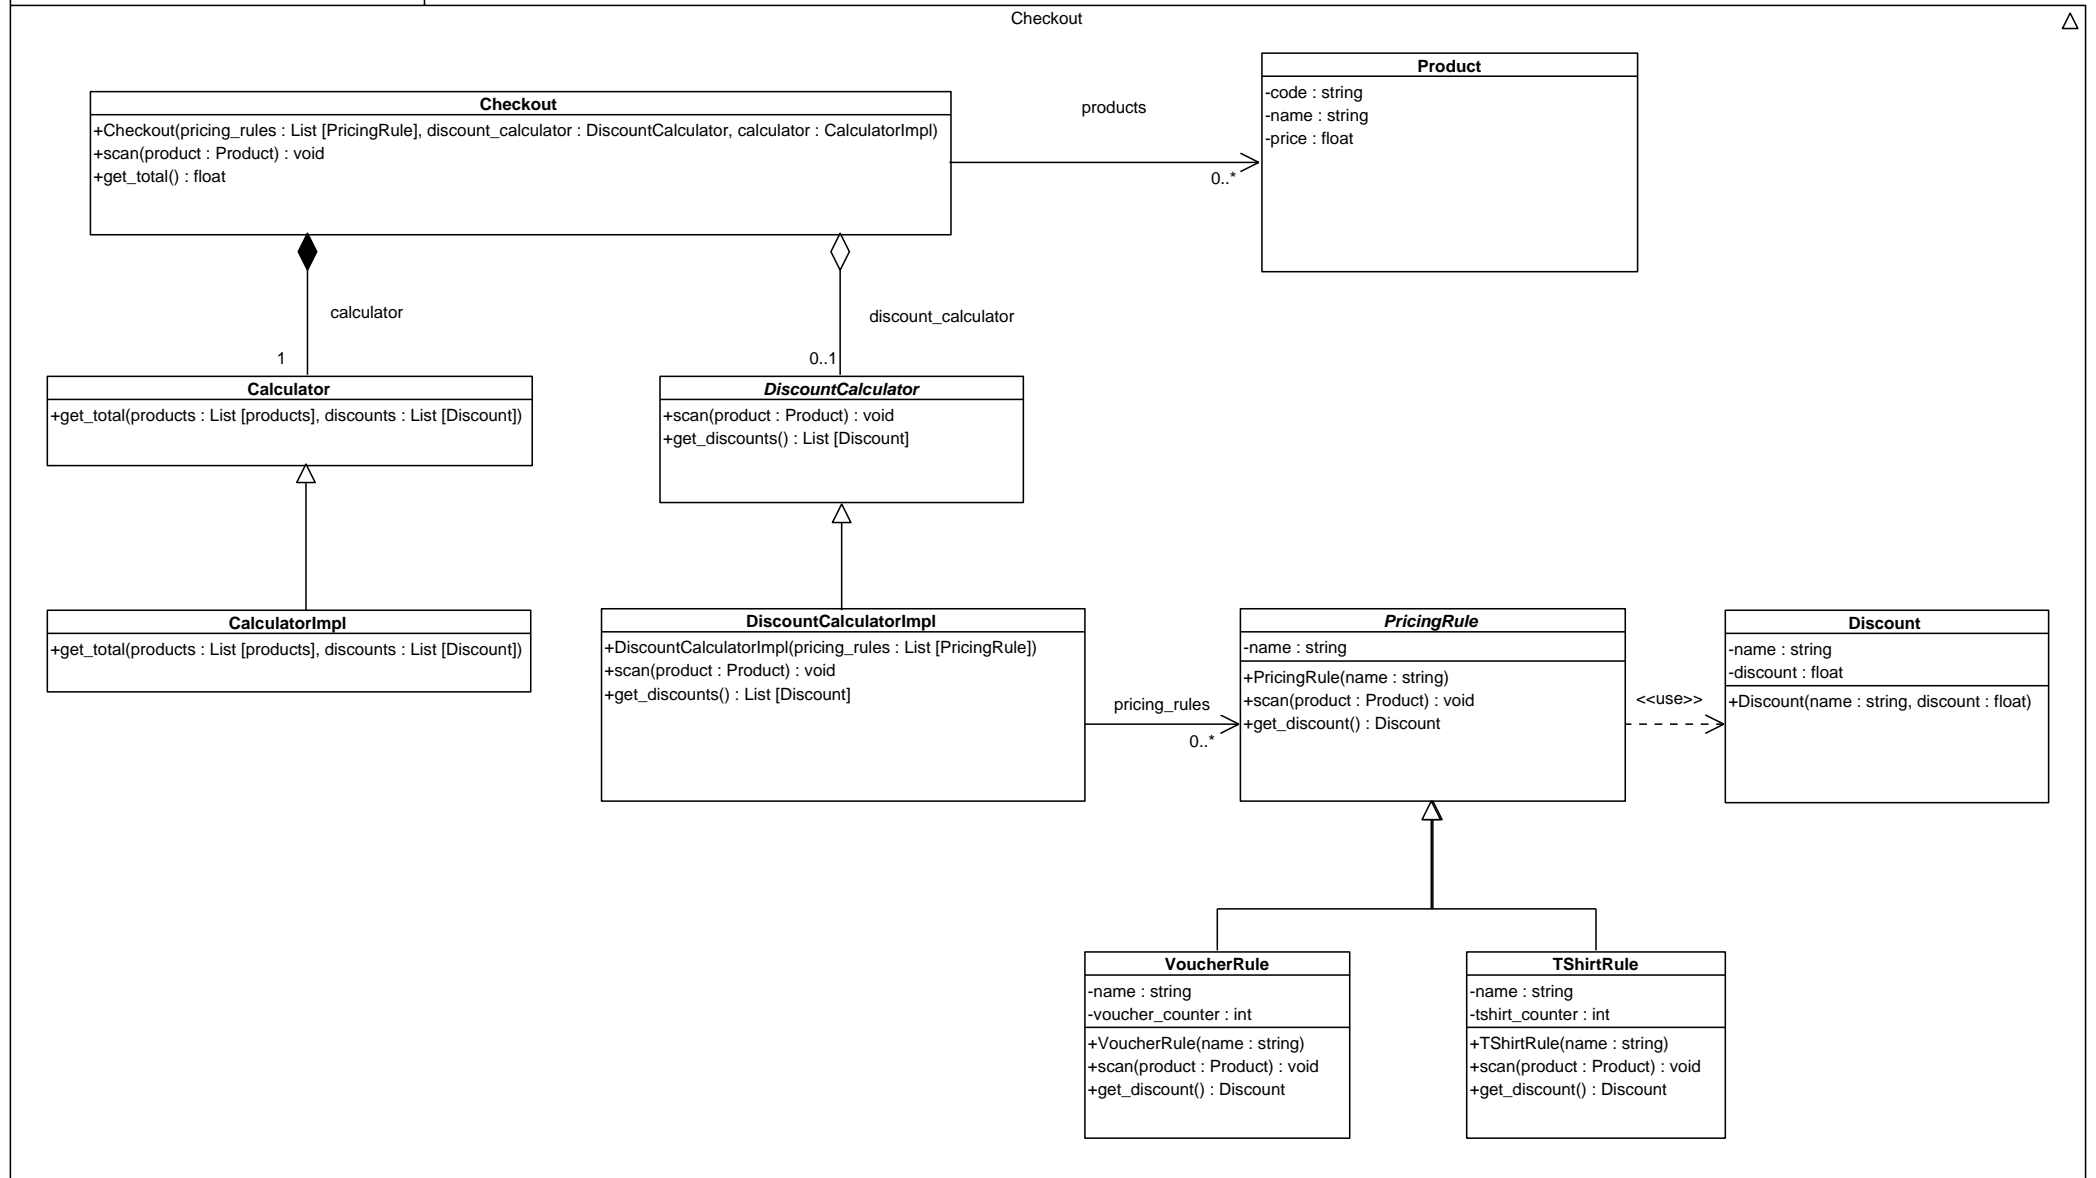 Checkout
Product
-code : string
-name : string
-price : float
Checkout
+Checkout(pricing_rules : List [PricingRule], discount_calculator : DiscountCalculator, calculator : CalculatorImpl)
+scan(product : Product) : void
+get_total() : float
products
0..*
calculator
1
discount_calculator
0..1
Calculator
+get_total(products : List [products], discounts : List [Discount])
DiscountCalculator
+scan(product : Product) : void
+get_discounts() : List [Discount]
CalculatorImpl
+get_total(products : List [products], discounts : List [Discount])
DiscountCalculatorImpl
+DiscountCalculatorImpl(pricing_rules : List [PricingRule])
+scan(product : Product) : void
+get_discounts() : List [Discount]
pricing_rules
0..*
PricingRule
-name : string
+PricingRule(name : string)
+scan(product : Product) : void
+get_discount() : Discount
<<use>>
Discount
-name : string
-discount : float
+Discount(name : string, discount : float)
VoucherRule
-name : string
-voucher_counter : int
+VoucherRule(name : string)
+scan(product : Product) : void
+get_discount() : Discount
TShirtRule
-name : string
-tshirt_counter : int
+TShirtRule(name : string)
+scan(product : Product) : void
+get_discount() : Discount